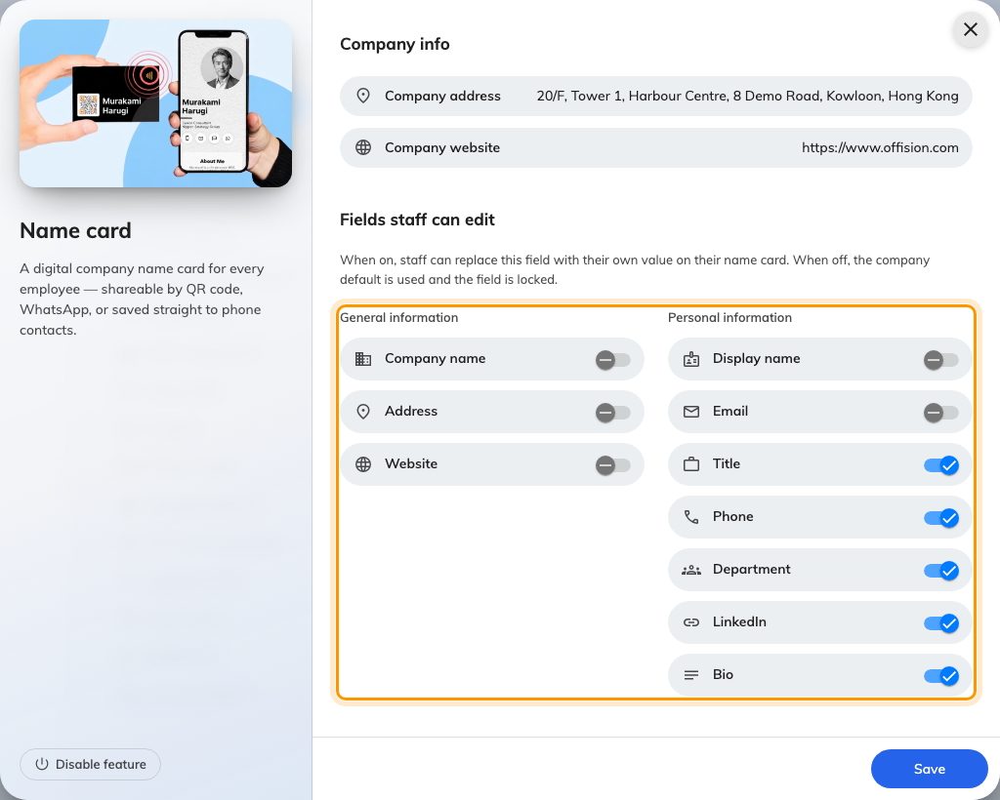 Murakami
Harugi
Murakami
Harugi
About Me
Name card
A digital company name card for every
employee — shareable by QR code,
WhatsApp, or saved straight to phone
contacts.
Disable feature
Company info
Company address 20/F, Tower 1, Harbour Centre, 8 Demo Road, Kowloon, Hong Kong
Company website https://www.offision.com
Fields staff can edit
When on, staff can replace this field with their own value on their name card. When off, the company
default is used and the field is locked.
General information
Company name
Address
Website
Personal information
Display name
Email
Title
Phone
Department
LinkedIn
Bio
Save